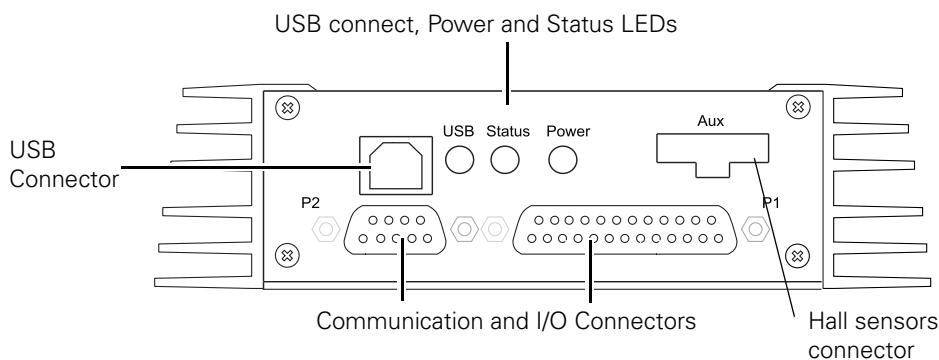 USB connect, Power and Status LEDs
USB Status Power
Aux
USB
Connector
P2
P1
Communication and I/O Connectors
Hall sensors
connector